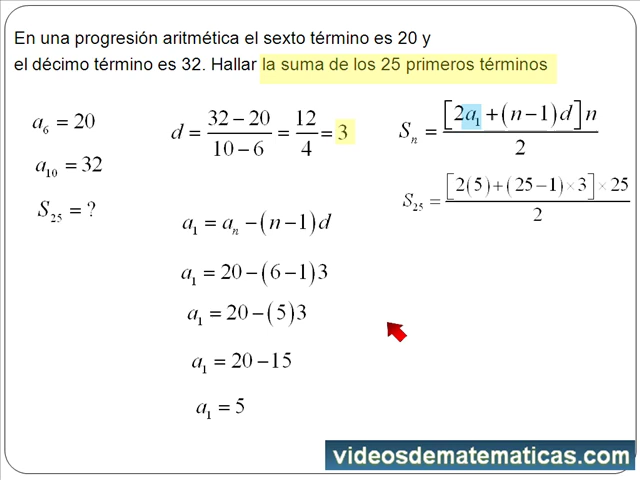 En una progresión aritmética el sexto término es 20 y
el décimo término es 32. Hallar la suma de los 25 primeros términos
a₆ = 20
a₁₀ = 32
S₂₅ = ?
d = (32 − 20)/(10 − 6) = 12/4 = 3
a₁ = aₙ − (n − 1)d
a₁ = 20 − (6 − 1)3
a₁ = 20 − (5)3
a₁ = 20 − 15
a₁ = 5
Sₙ = [2a₁ + (n − 1)d]n / 2
S₂₅ = [2(5) + (25 − 1) × 3] × 25 / 2
videosdematematicas.com